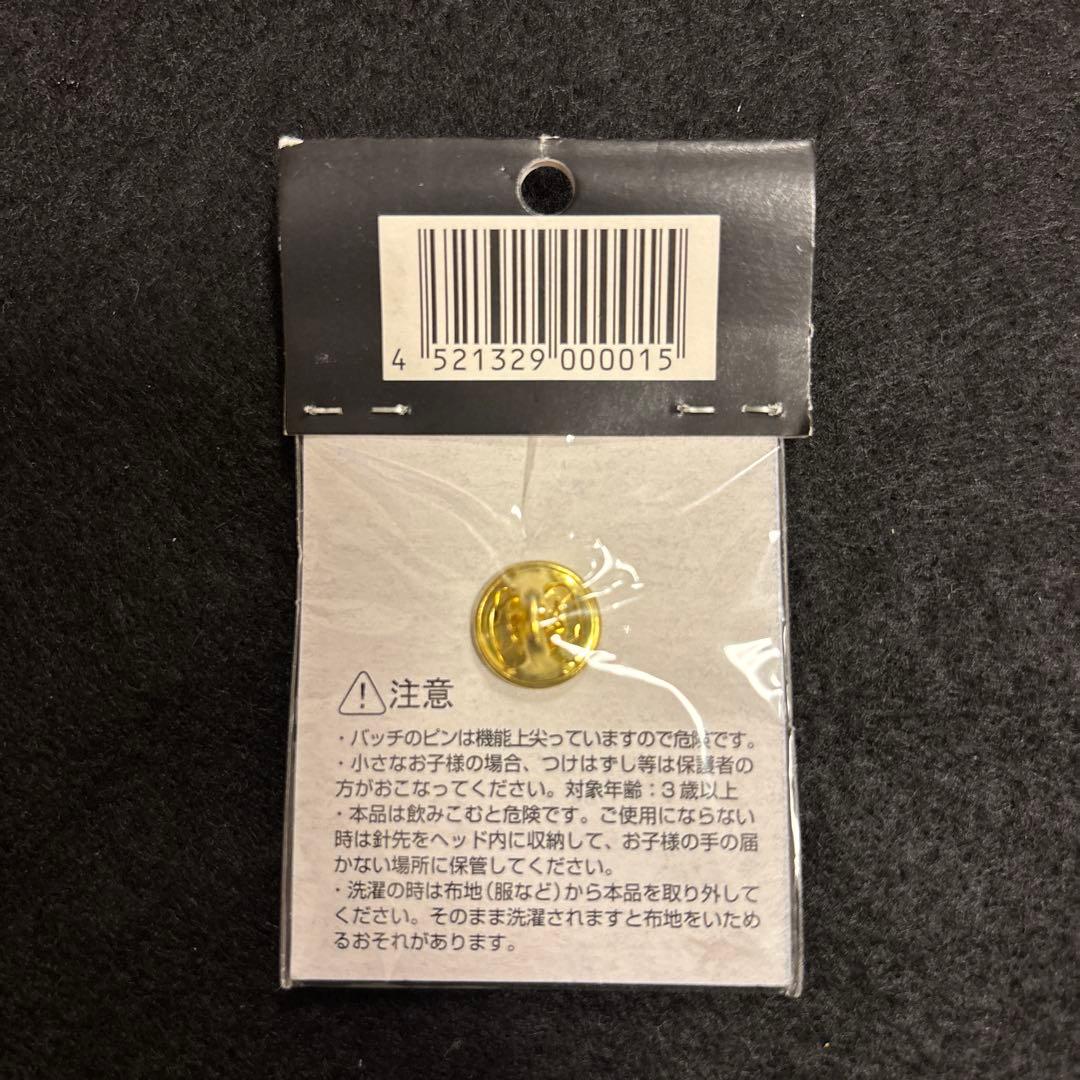 4 521329 000015
注意
・バッチのピンは機能上尖っていますので危険です。
・小さなお子様の場合、つけはずし等は保護者の
方がおこなってください。対象年齢：3歳以上
・本品は飲みこむと危険です。ご使用にならない
時は針先をヘッド内に収納して、お子様の手の届
かない場所に保管してください。
・洗濯の時は布地（服など）から本品を取り外して
ください。そのまま洗濯されますと布地をいため
るおそれがあります。